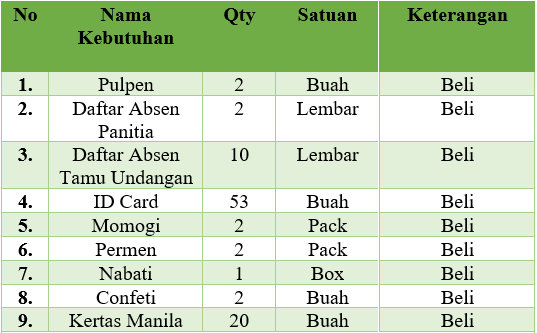 No Nama Kebutuhan Qty Satuan Keterangan
1. Pulpen 2 Buah Beli
2. Daftar Absen Panitia 2 Lembar Beli
3. Daftar Absen Tamu Undangan 10 Lembar Beli
4. ID Card 53 Buah Beli
5. Momogi 2 Pack Beli
6. Permen 2 Pack Beli
7. Nabati 1 Box Beli
8. Confeti 2 Buah Beli
9. Kertas Manila 20 Buah Beli